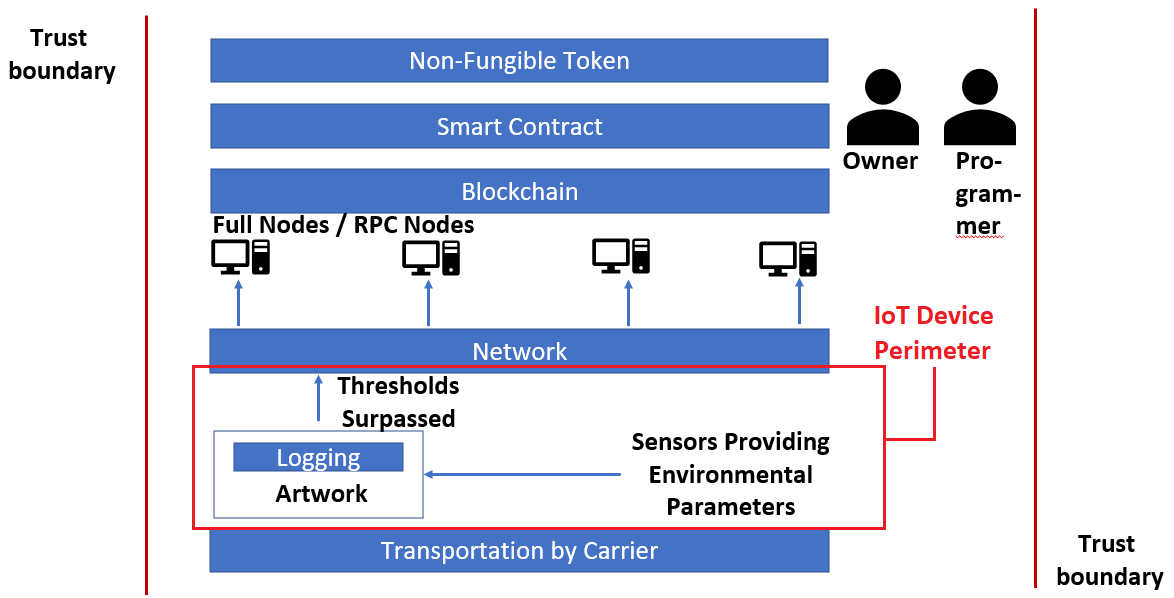 Trust
boundary
Non-Fungible Token
Smart Contract
Owner
Pro-
gram-
mer
Blockchain
Full Nodes / RPC Nodes
IoT Device
Perimeter
Network
Thresholds
Surpassed
Sensors Providing
Environmental
Parameters
Logging
Artwork
Transportation by Carrier
Trust
boundary